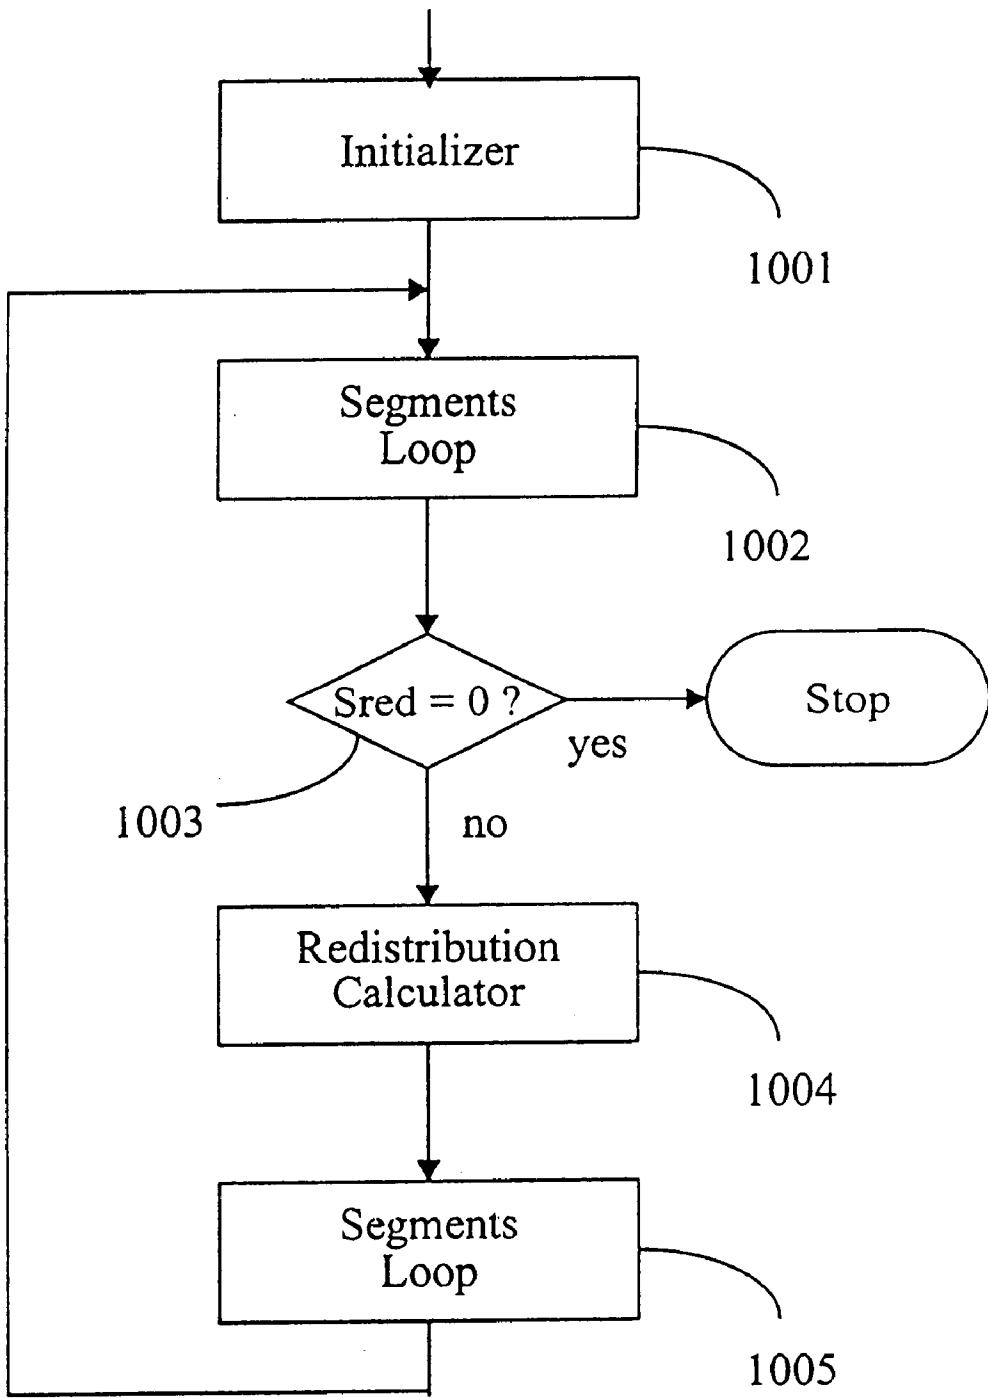 Initializer
1001
Segments
Loop
1002
Sred = 0 ?
Stop
yes
1003
no
Redistribution
Calculator
1004
Segments
Loop
1005